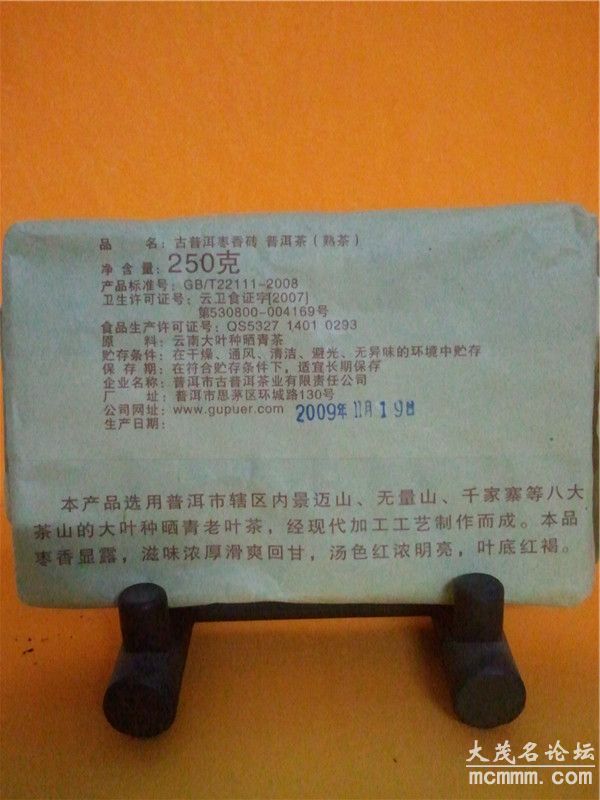 品 名：古普洱枣香砖 普洱茶（熟茶）
净含量：250克
产品标准号：GB/T22111-2008
卫生许可证号：云卫食证字[2007]
第530800-004169号
食品生产许可证号：QS5327 1401 0293
原 料：云南大叶种晒青茶
贮存条件：在干燥、通风、清洁、避光、无异味的环境中贮存
保存期：在符合贮存条件下，适宜长期保存
企业名称：普洱市古普洱茶业有限责任公司
厂 址：普洱市思茅区环城路130号
公司网址：www.gupuer.com
生产日期： 2009年11月19日
本产品选用普洱市辖区内景迈山、无量山、千家寨等八大
茶山的大叶种晒青老叶茶，经现代加工工艺制作而成。本品
枣香显露，滋味浓厚滑爽回甘，汤色红浓明亮，叶底红褐。
大茂名论坛
mcmmm.com